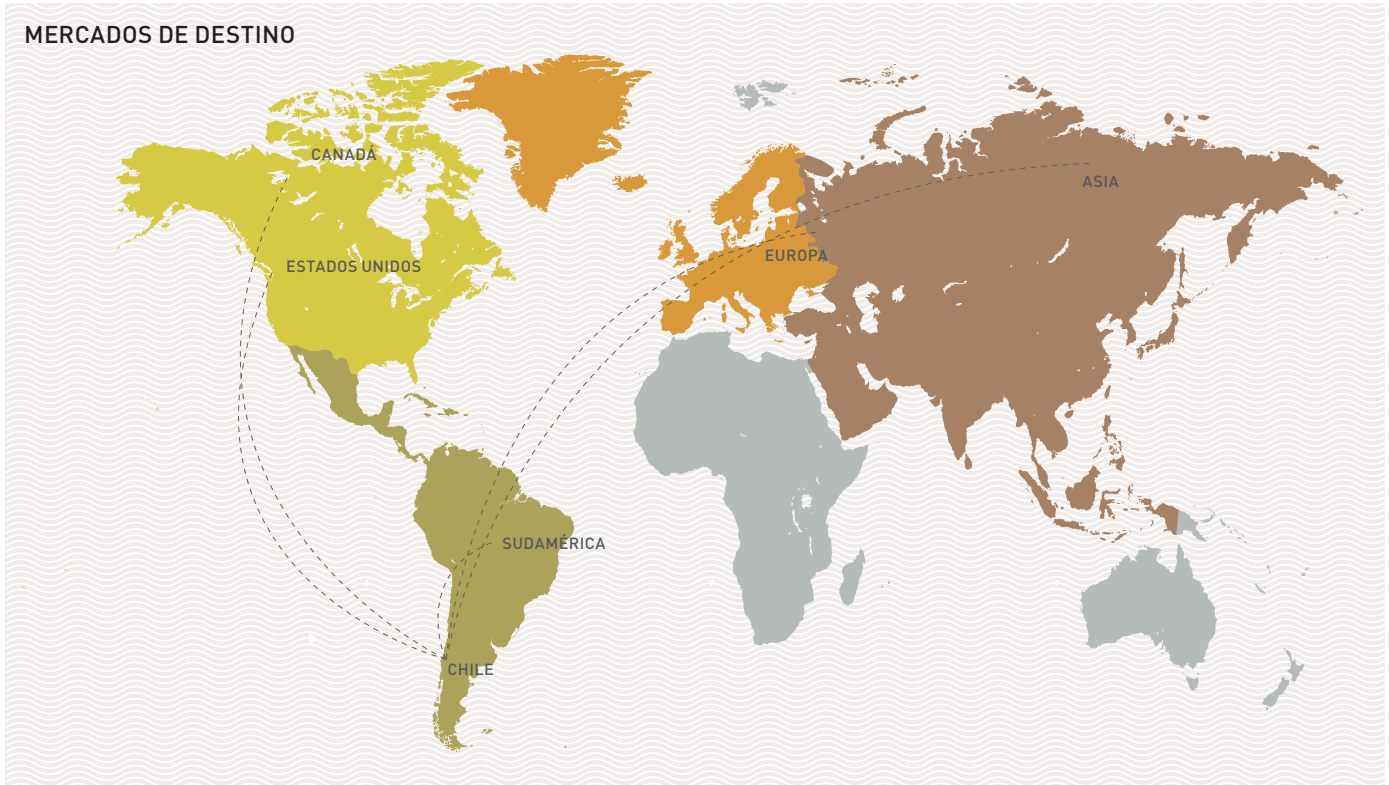 MERCADOS DE DESTINO
CANADÁ
ASIA
EUROPA
ESTADOS UNIDOS
SUDAMÉRICA
CHILE